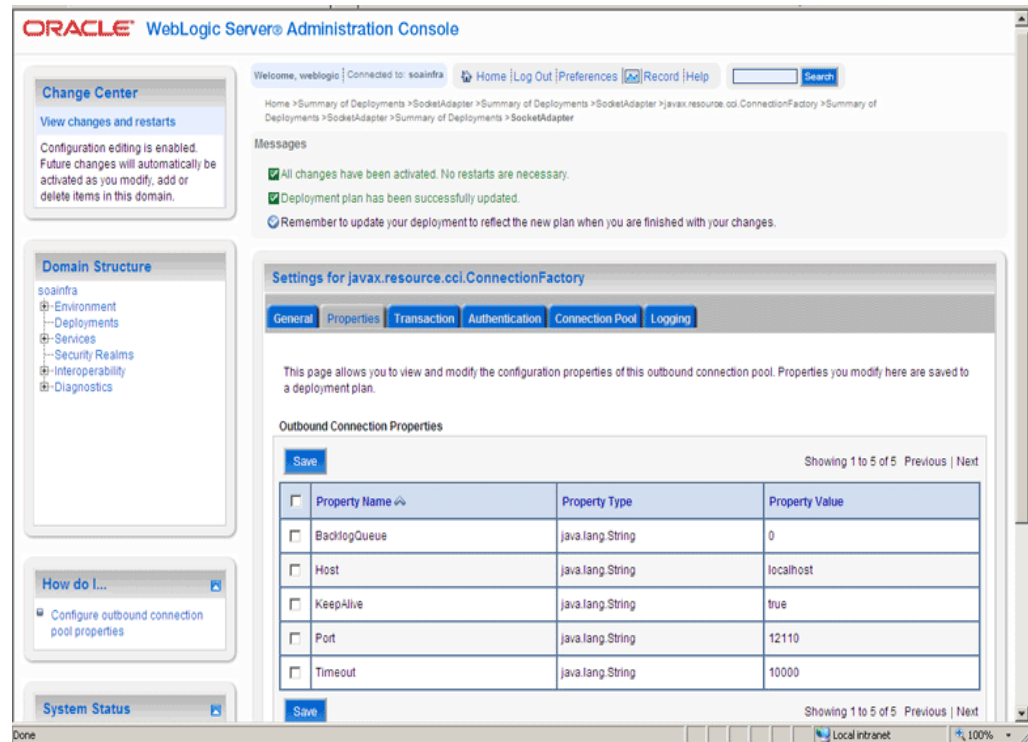 ORACLE® WebLogic Server® Administration Console
Change Center
View changes and restarts
Configuration editing is enabled.
Future changes will automatically be
activated as you modify, add or
delete items in this domain.
Domain Structure
soainfra
Environment
Deployments
Services
Security Realms
Interoperability
Diagnostics
How do I...
Configure outbound connection
pool properties
System Status
Welcome, weblogic | Connected to: soainfra
Home | Log Out | Preferences | Record | Help
Search
Home >Summary of Deployments >SocketAdapter >Summary of Deployments >SocketAdapter >javax.resource.cci.ConnectionFactory >Summary of
Deployments >SocketAdapter >Summary of Deployments >SocketAdapter
Messages
All changes have been activated. No restarts are necessary.
Deployment plan has been successfully updated.
Remember to update your deployment to reflect the new plan when you are finished with your changes.
Settings for javax.resource.cci.ConnectionFactory
General Properties Transaction Authentication Connection Pool Logging
This page allows you to view and modify the configuration properties of this outbound connection pool. Properties you modify here are saved to
a deployment plan.
Outbound Connection Properties
Save Showing 1 to 5 of 5 Previous | Next
Property Name Property Type Property Value
BacklogQueue java.lang.String 0
Host java.lang.String localhost
KeepAlive java.lang.String true
Port java.lang.String 12110
Timeout java.lang.String 10000
Save Showing 1 to 5 of 5 Previous | Next
Done Local intranet 100%